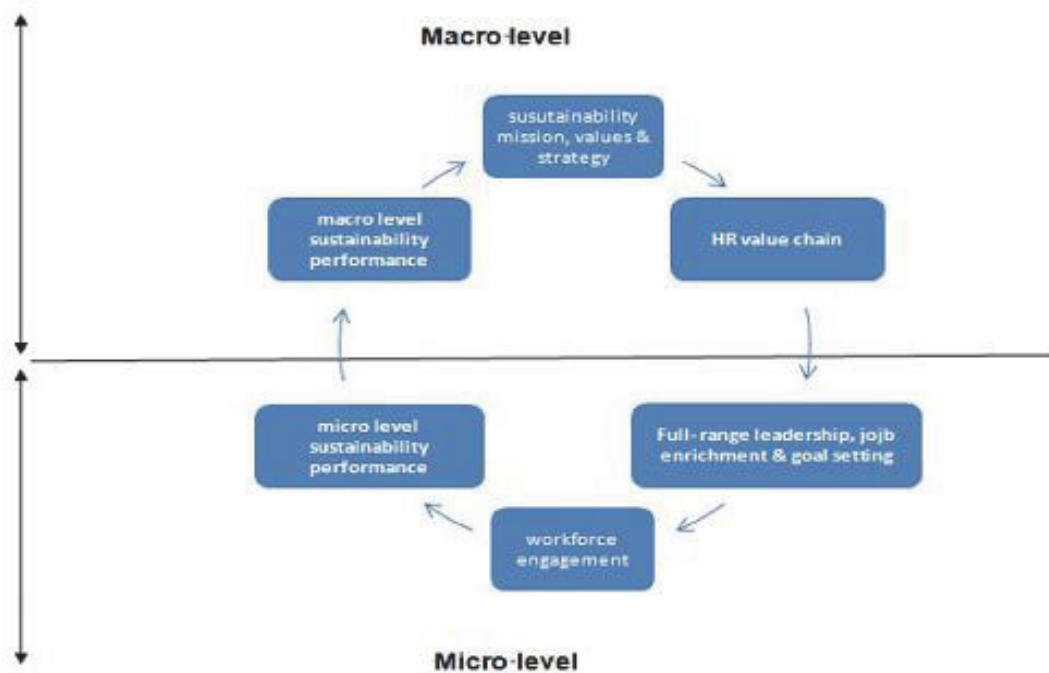 Macro-level
susutainability
mission, values &
strategy
macro level
sustainability
performance
HR value chain
micro level
sustainability
performance
Full-range leadership, jojb
enrichment & goal setting
workforce
engagement
Micro-level